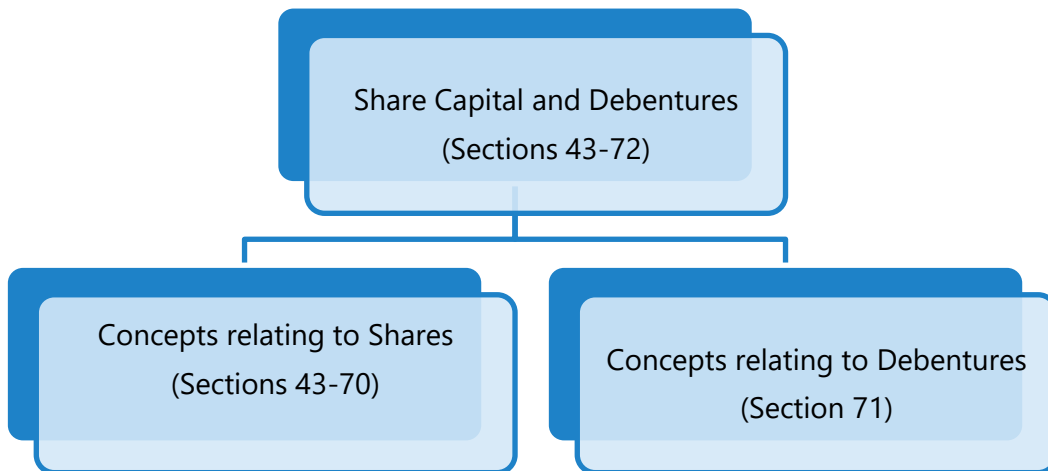 Share Capital and Debentures
(Sections 43-72)
Concepts relating to Shares
(Sections 43-70)
Concepts relating to Debentures
(Section 71)